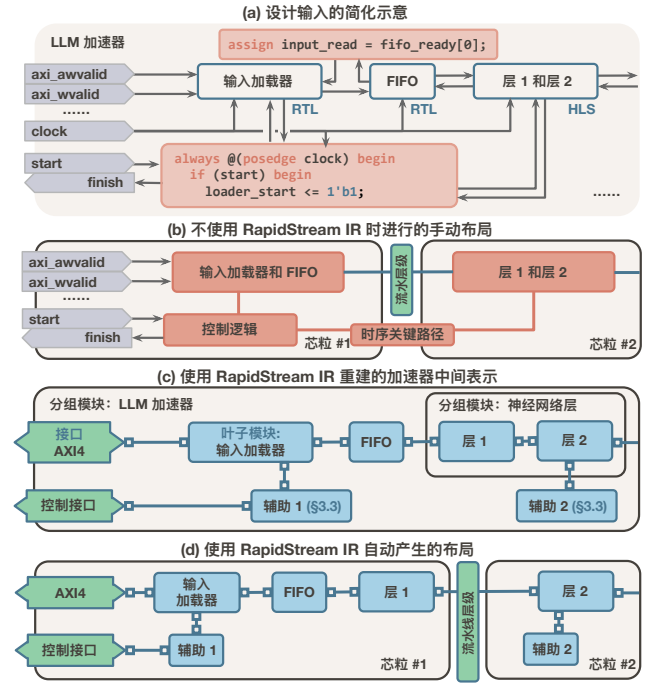 (a) 设计输入的简化示意
LLM 加速器
assign input_read = fifo_ready[0];
axi_awvalid
axi_wvalid
······
输入加载器
FIFO
层 1 和层 2
RTL
RTL
HLS
clock
start
finish
always @(posedge clock) begin
if (start) begin
loader_start <= 1'b1;
······
(b) 不使用 RapidStream IR 时进行的手动布局
axi_awvalid
axi_wvalid
······
输入加载器和 FIFO
流水层级
层 1 和层 2
start
finish
控制逻辑
时序关键路径
芯粒 #1
芯粒 #2
(c) 使用 RapidStream IR 重建的加速器中间表示
分组模块：LLM 加速器
分组模块：神经网络层
接口
AXI4
叶子模块:
输入加载器
FIFO
层 1
层 2
控制接口
辅助 1 (§3.3)
辅助 2 (§3.3)
(d) 使用 RapidStream IR 自动产生的布局
AXI4
输入
加载器
FIFO
层 1
流水线层级
层 2
控制接口
辅助 1
辅助 2
芯粒 #1
芯粒 #2